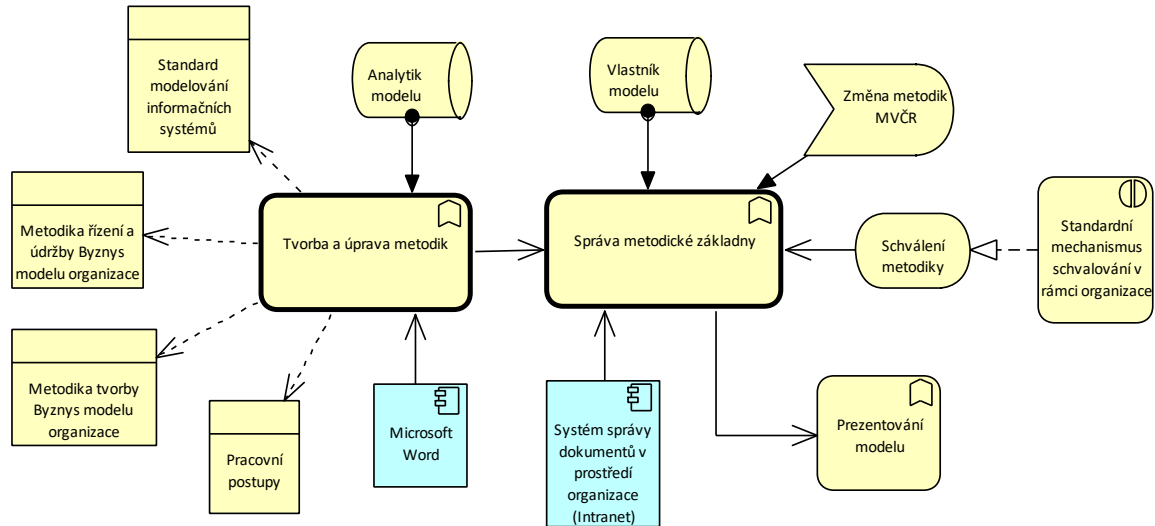 Standard
modelování
informačních
systémů
Analytik
modelu
Vlastník
modelu
Změna metodik
MVČR
Metodika řízení a
údržby Byznys
modelu organizace
Tvorba a úprava metodik
Správa metodické základny
Schválení
metodiky
Standardní
mechanismus
schvalování v
rámci organizace
Metodika tvorby
Byznys modelu
organizace
Pracovní
postupy
Microsoft
Word
Systém správy
dokumentů v
prostředí
organizace
(Intranet)
Prezentování
modelu